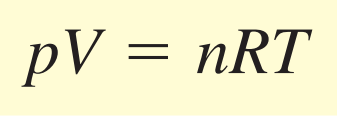 pV = nRT